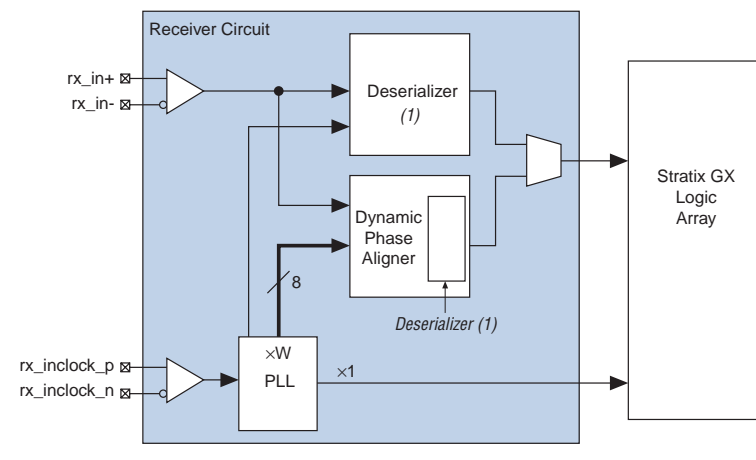 Receiver Circuit
rx_in+
rx_in-
Deserializer
(1)
Stratix GX
Logic
Array
Dynamic
Phase
Aligner
8
Deserializer (1)
rx_inclock_p
rx_inclock_n
×W
PLL
×1